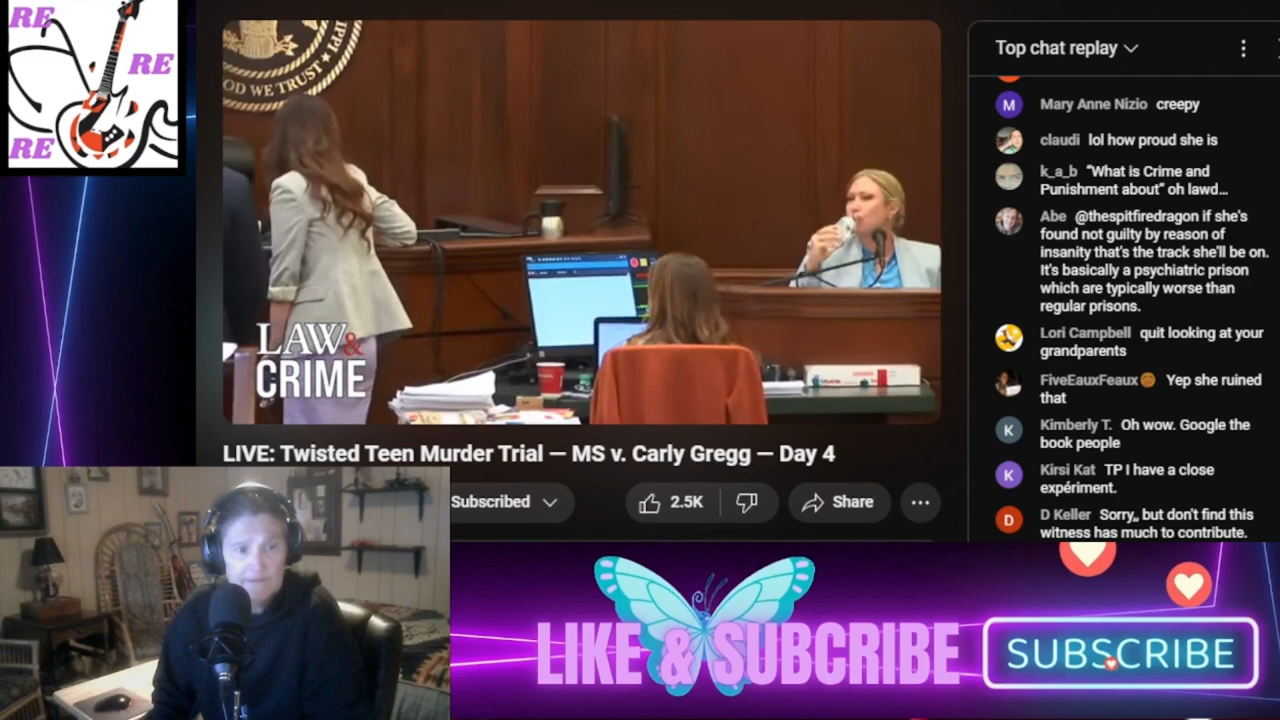 RE
RE
RE
OD WE TRUST
LAW&
CRIME
LIVE: Twisted Teen Murder Trial — MS v. Carly Gregg — Day 4
Subscribed
2.5K
Share
Top chat replay
Mary Anne Nizio creepy
claudi lol how proud she is
k_a_b “What is Crime and
Punishment about” oh lawd...
Abe @thespitfiredragon if she's
found not guilty by reason of
insanity that's the track she'll be on.
It's basically a psychiatric prison
which are typically worse than
regular prisons.
Lori Campbell quit looking at your
grandparents
FiveEauxFeaux Yep she ruined
that
K
Kimberly T. Oh wow. Google the
book people
K
Kirsi Kat TP I have a close
expériment.
D
D Keller Sorry,, but don't find this
witness has much to contribute.
M
LIKE & SUBCRIBE
SUBSCRIBE